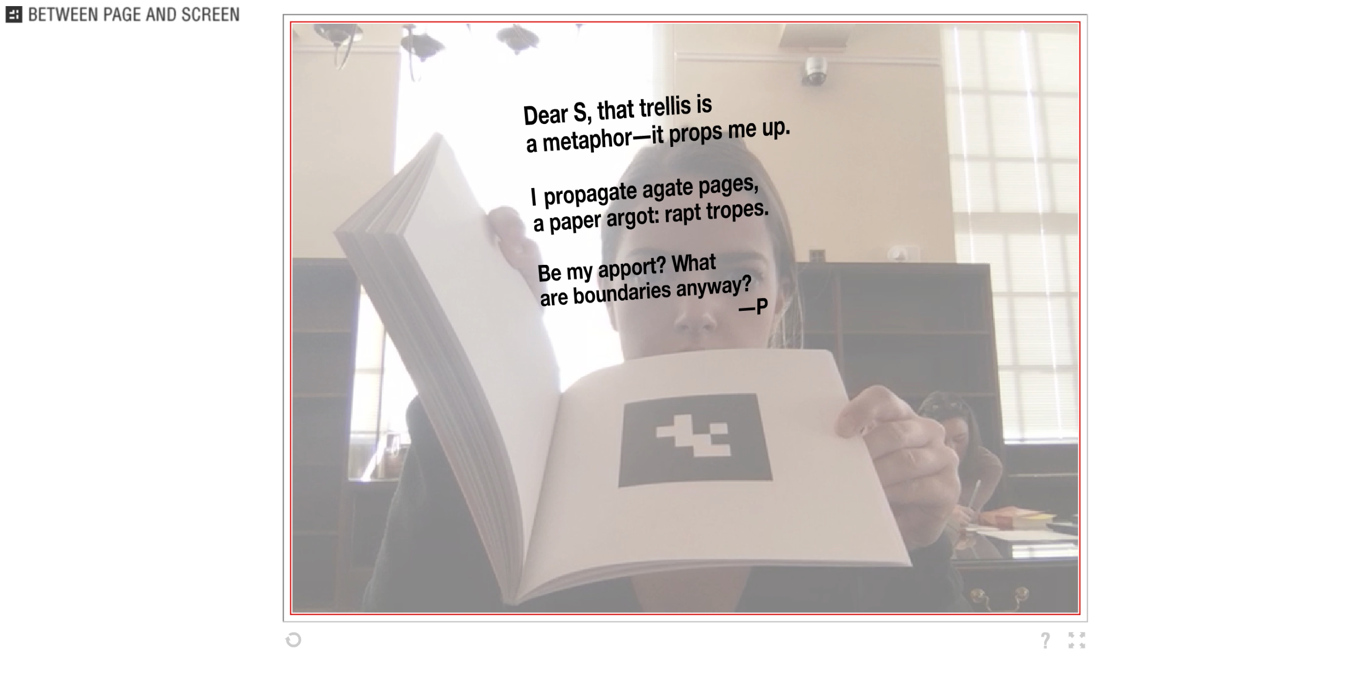 BETWEEN PAGE AND SCREEN
Dear S, that trellis is
a metaphor—it props me up.
I propagate agate pages,
a paper argot: rapt tropes.
Be my apport? What
are boundaries anyway?
—P
?